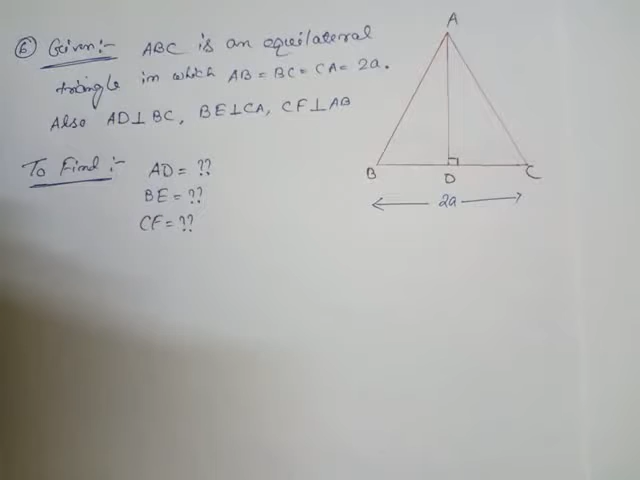 ⑥ Given:- ABC is an equilateral
triangle in which AB = BC = CA = 2a.
Also AD⊥BC, BE⊥CA, CF⊥AB
To Find:- AD = ??
BE = ??
CF = ??
A
B D C
2a